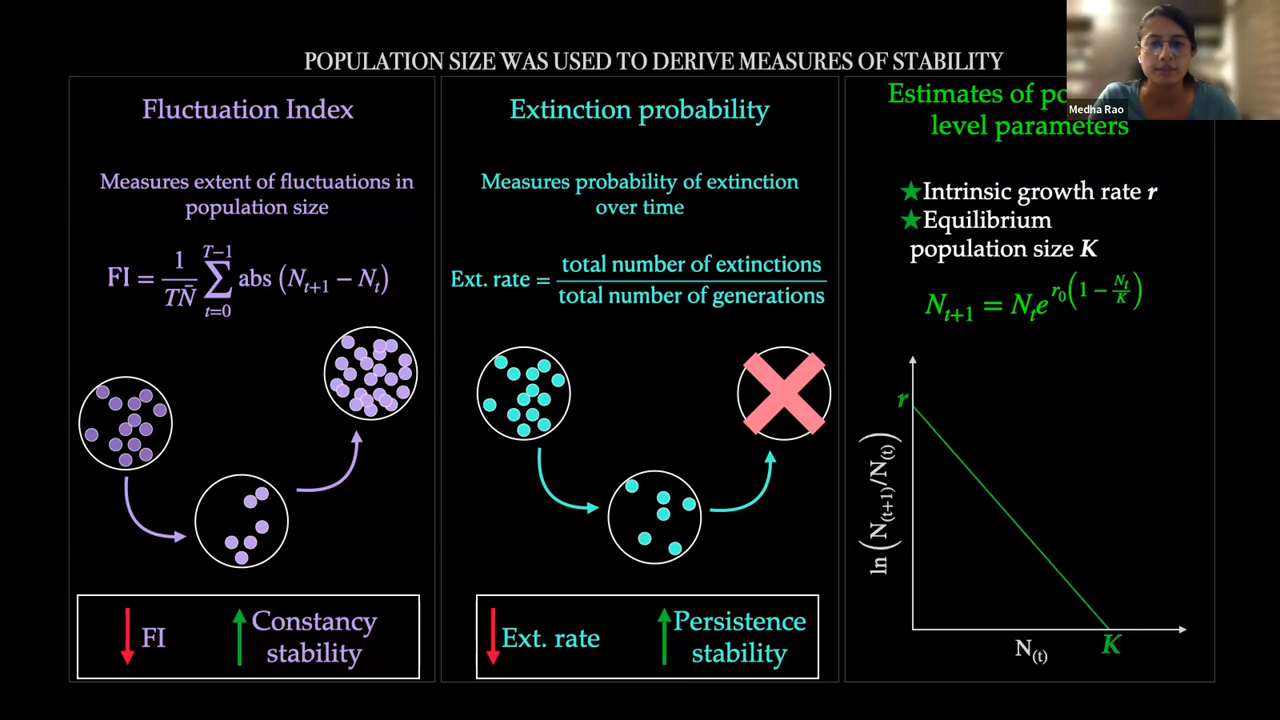 POPULATION SIZE WAS USED TO DERIVE MEASURES OF STABILITY
Medha Rao
Fluctuation Index
Measures extent of fluctuations in
population size
FI = 1/(TN̄) ∑_{t=0}^{T−1} abs (N_{t+1} − N_t)
FI
Constancy
stability
Extinction probability
Measures probability of extinction
over time
Ext. rate = total number of extinctions / total number of generations
Ext. rate
Persistence
stability
Estimates of po
level parameters
★Intrinsic growth rate r
★Equilibrium
population size K
N_{t+1} = N_t e^{r_0(1 − N_t/K)}
r
ln (N_{(t+1)}/N_{(t)})
N_{(t)}
K